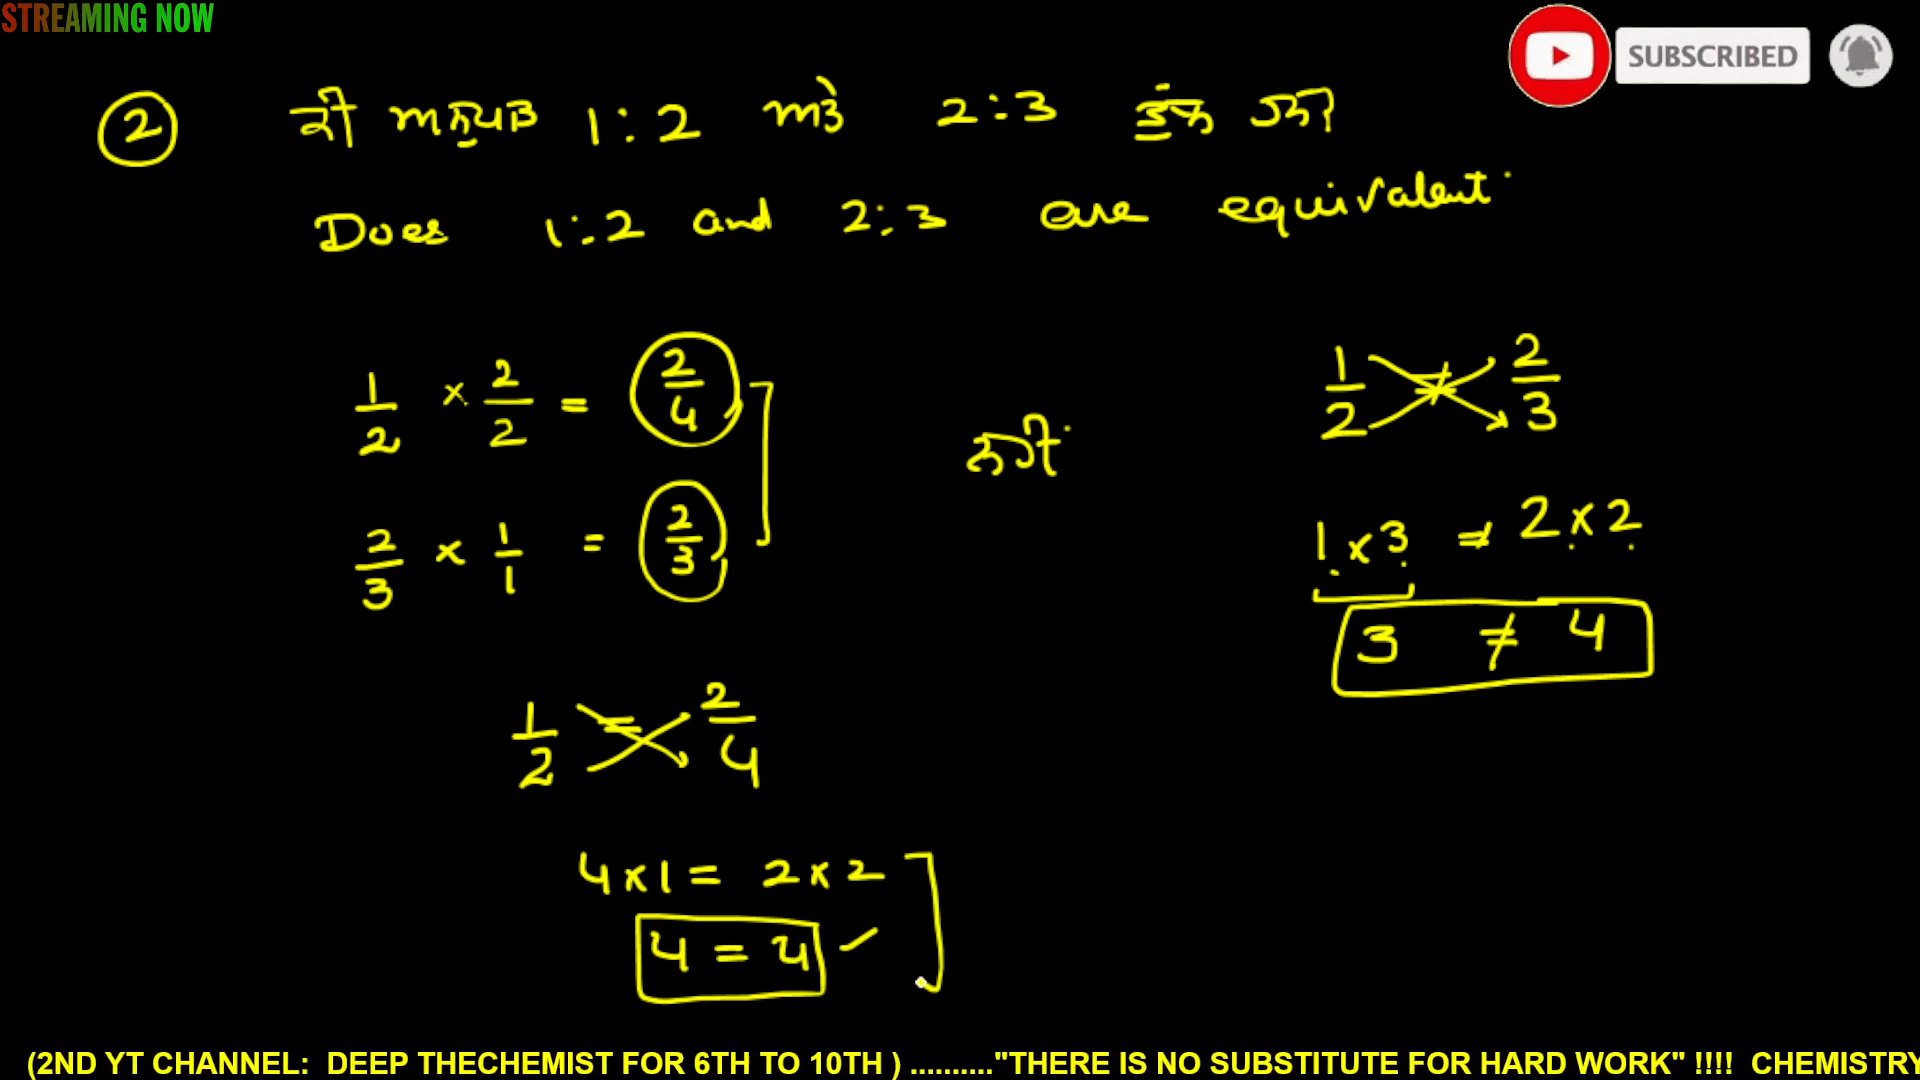 STREAMING NOW
SUBSCRIBED
2 ਕੀ ਅਨੁਪਾਤ 1:2 ਅਤੇ 2:3 ਤੁੱਲ ਹਨ?
Does 1:2 and 2:3 are equivalent.
1/2 × 2/2 = 2/4
2/3 × 1/1 = 2/3
ਨਹੀਂ
1/2 ≠ 2/3
1×3 = 2×2
3 ≠ 4
1/2 = 2/4
4×1 = 2×2
4 = 4
(2ND YT CHANNEL: DEEP THECHEMIST FOR 6TH TO 10TH ) .........."THERE IS NO SUBSTITUTE FOR HARD WORK" !!!! CHEMISTRY